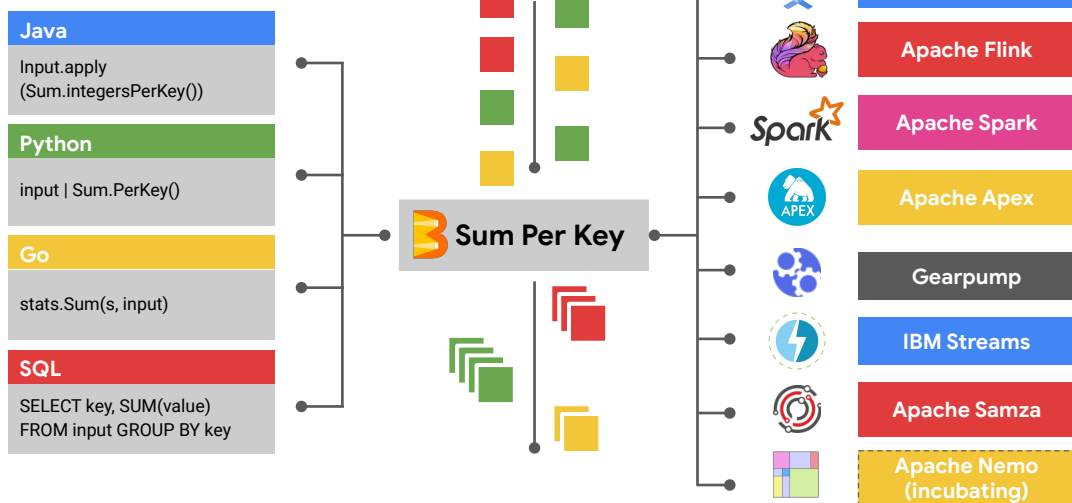 Java
Input.apply
(Sum.integersPerKey())
Python
input | Sum.PerKey()
Go
stats.Sum(s, input)
SQL
SELECT key, SUM(value)
FROM input GROUP BY key
Sum Per Key
Apache Flink
Spark
Apache Spark
APEX
Apache Apex
Gearpump
IBM Streams
Apache Samza
Apache Nemo
(incubating)